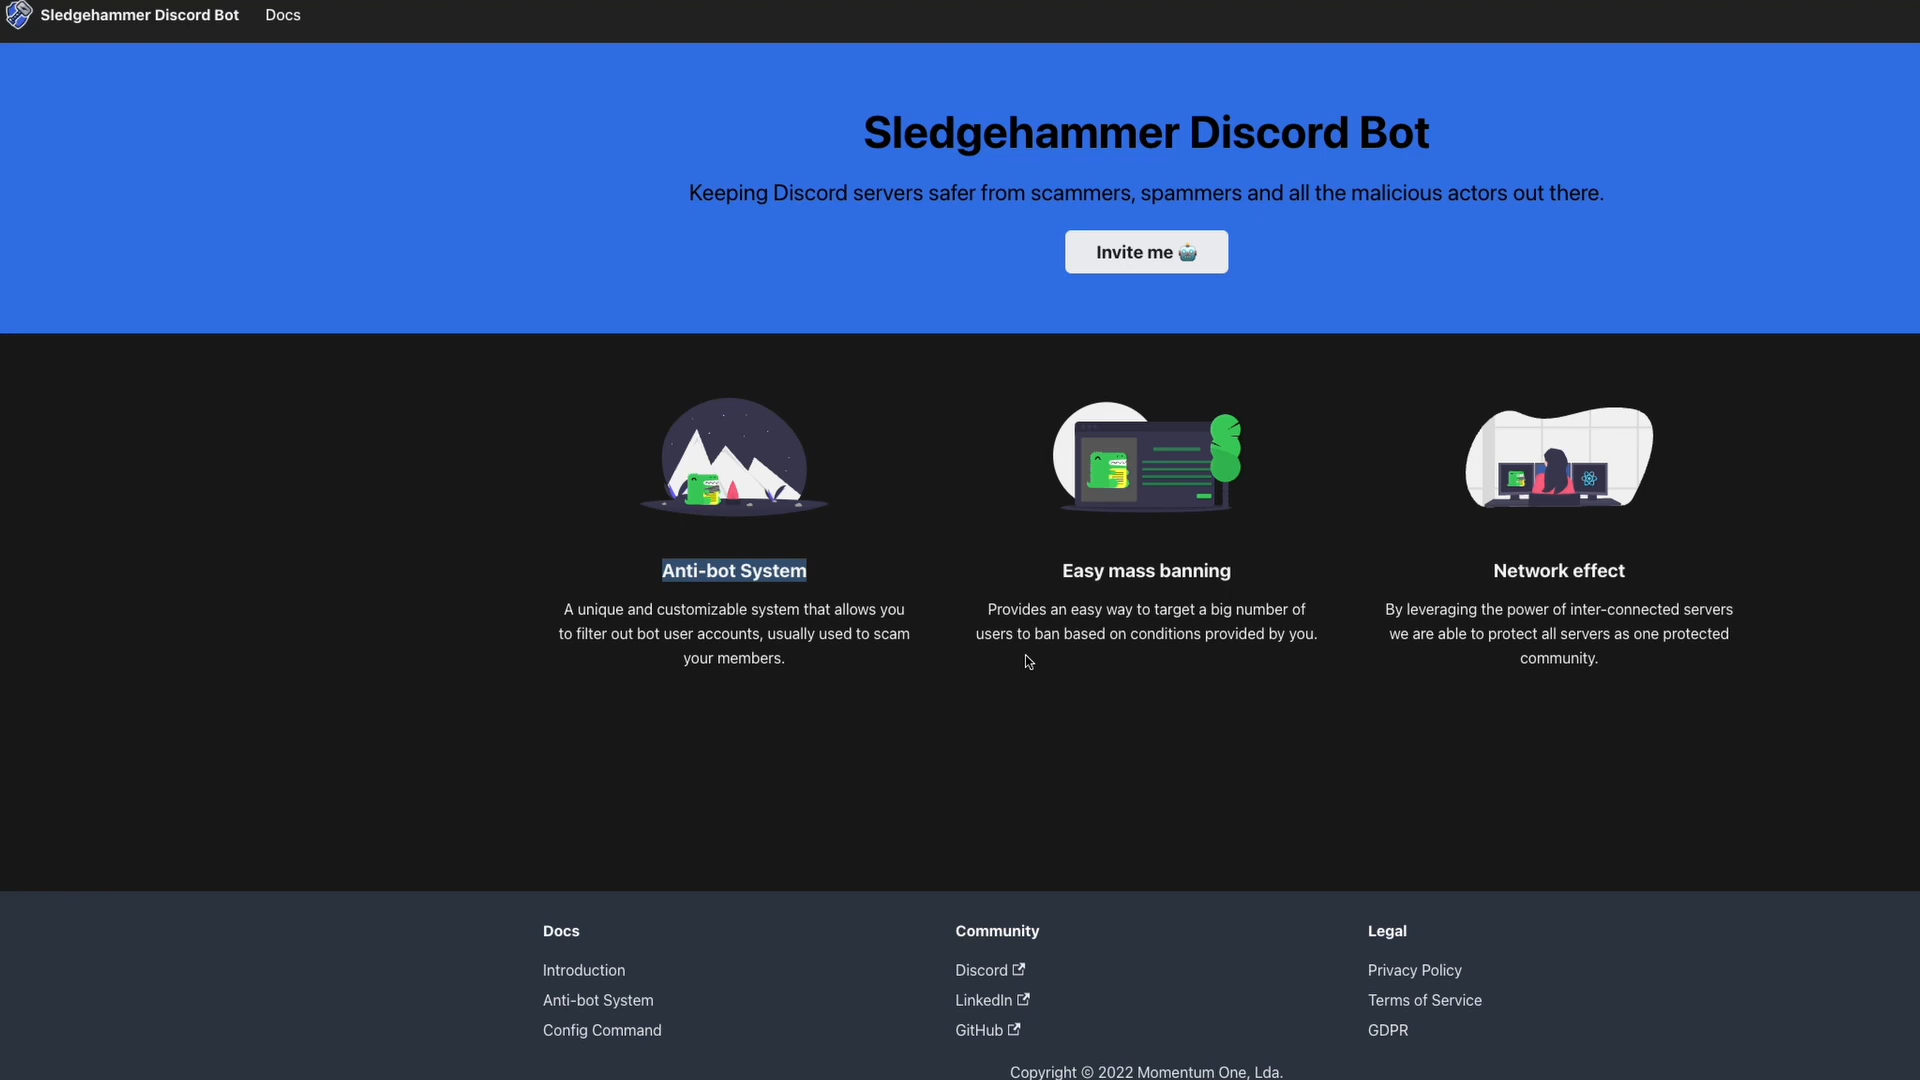 Sledgehammer Discord Bot Docs
Sledgehammer Discord Bot
Keeping Discord servers safer from scammers, spammers and all the malicious actors out there.
Invite me
Anti-bot System
A unique and customizable system that allows you
to filter out bot user accounts, usually used to scam
your members.
Easy mass banning
Provides an easy way to target a big number of
users to ban based on conditions provided by you.
Network effect
By leveraging the power of inter-connected servers
we are able to protect all servers as one protected
community.
Docs
Introduction
Anti-bot System
Config Command
Community
Discord
LinkedIn
GitHub
Legal
Privacy Policy
Terms of Service
GDPR
Copyright © 2022 Momentum One, Lda.